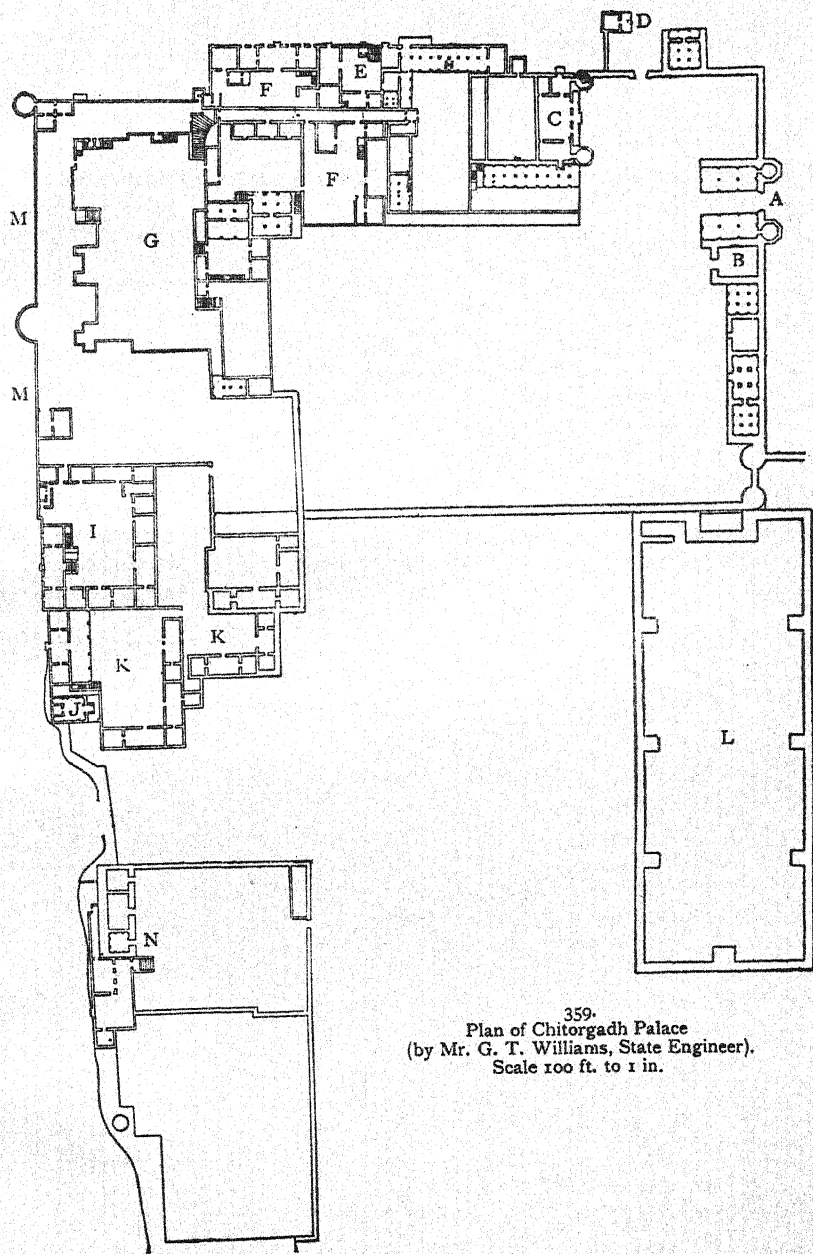 D
E
H
F
C
F
A
M
G
B
M
I
K
K
J
L
N
359.
Plan of Chitorgadh Palace
(by Mr. G. T. Williams, State Engineer).
Scale 100 ft. to 1 in.